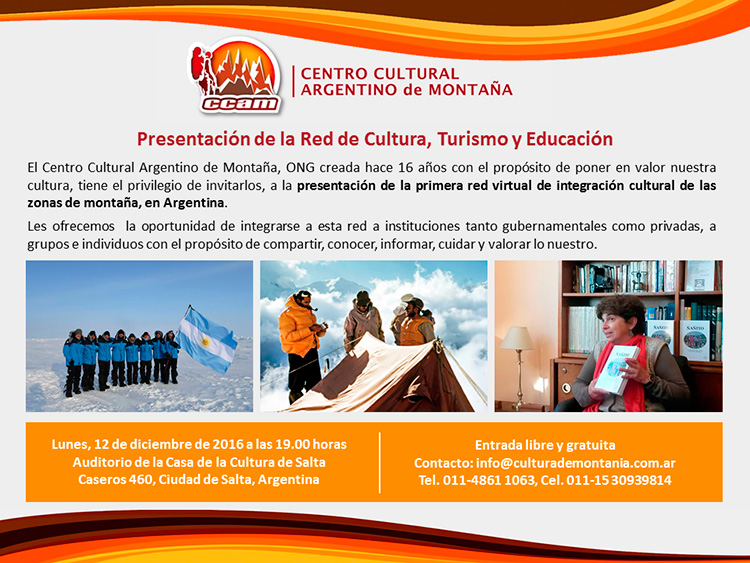 ccam
CENTRO CULTURAL
ARGENTINO de MONTAÑA
Presentación de la Red de Cultura, Turismo y Educación
El Centro Cultural Argentino de Montaña, ONG creada hace 16 años con el propósito de poner en valor nuestra
cultura, tiene el privilegio de invitarlos, a la presentación de la primera red virtual de integración cultural de las
zonas de montaña, en Argentina.
Les ofrecemos la oportunidad de integrarse a esta red a instituciones tanto gubernamentales como privadas, a
grupos e individuos con el propósito de compartir, conocer, informar, cuidar y valorar lo nuestro.
Lunes, 12 de diciembre de 2016 a las 19.00 horas
Auditorio de la Casa de la Cultura de Salta
Caseros 460, Ciudad de Salta, Argentina
Entrada libre y gratuita
Contacto: info@culturademontania.com.ar
Tel. 011-4861 1063, Cel. 011-15 30939814